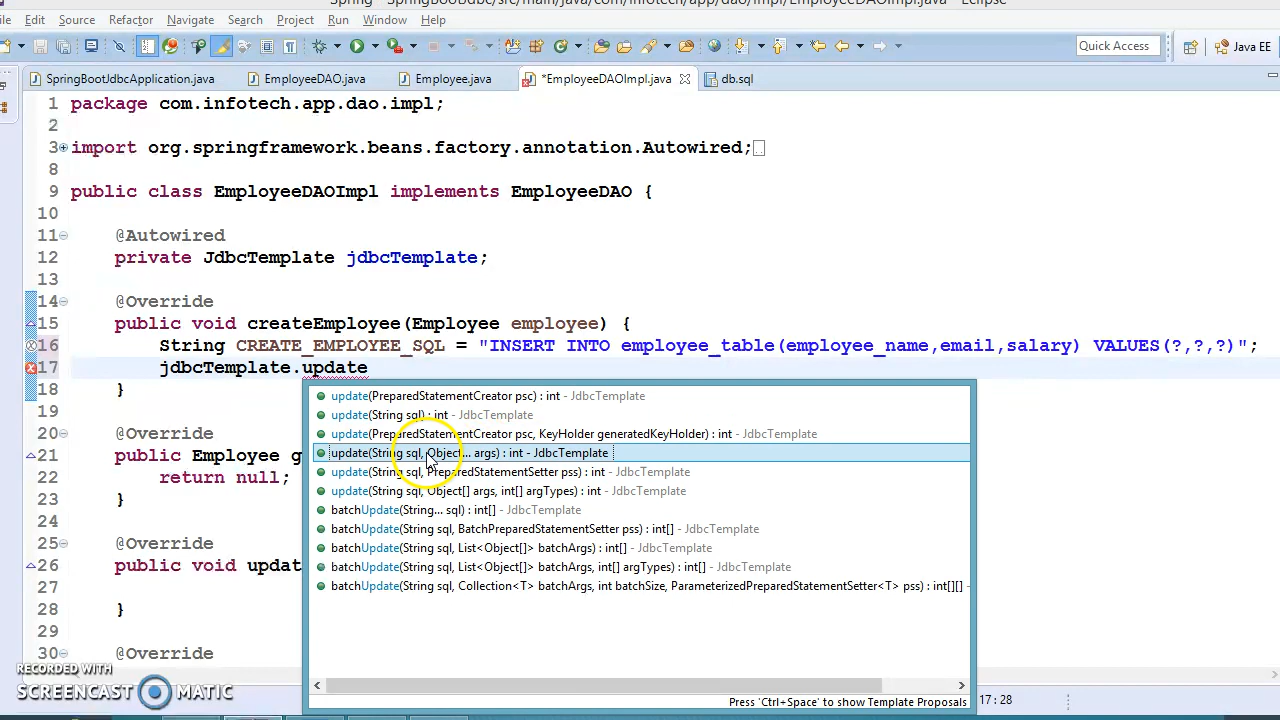 Spring - SpringBootJdbc/src/main/java/com/infotech/app/dao/impl/EmployeeDAOImpl.java - Eclipse
ile Edit Source Refactor Navigate Search Project Run Window Help
Quick Access Java EE
SpringBootJdbcApplication.java EmployeeDAO.java Employee.java *EmployeeDAOImpl.java db.sql
1 package com.infotech.app.dao.impl;
2
3 import org.springframework.beans.factory.annotation.Autowired;
8
9 public class EmployeeDAOImpl implements EmployeeDAO {
10
11 @Autowired
12 private JdbcTemplate jdbcTemplate;
13
14 @Override
15 public void createEmployee(Employee employee) {
16 String CREATE_EMPLOYEE_SQL = "INSERT INTO employee_table(employee_name,email,salary) VALUES(?,?,?)";
17 jdbcTemplate.update
18 }
19
20 @Override
21 public Employee g
22 return null;
23 }
24
25 @Override
26 public void updat
27
28 }
29
30 @Override
update(PreparedStatementCreator psc) : int - JdbcTemplate
update(String sql) : int - JdbcTemplate
update(PreparedStatementCreator psc, KeyHolder generatedKeyHolder) : int - JdbcTemplate
update(String sql, Object... args) : int - JdbcTemplate
update(String sql, PreparedStatementSetter pss) : int - JdbcTemplate
update(String sql, Object[] args, int[] argTypes) : int - JdbcTemplate
batchUpdate(String... sql) : int[] - JdbcTemplate
batchUpdate(String sql, BatchPreparedStatementSetter pss) : int[] - JdbcTemplate
batchUpdate(String sql, List<Object[]> batchArgs) : int[] - JdbcTemplate
batchUpdate(String sql, List<Object[]> batchArgs, int[] argTypes) : int[] - JdbcTemplate
batchUpdate(String sql, Collection<T> batchArgs, int batchSize, ParameterizedPreparedStatementSetter<T> pss) : int[][] -
Press 'Ctrl+Space' to show Template Proposals
17 : 28
RECORDED WITH
SCREENCAST MATIC